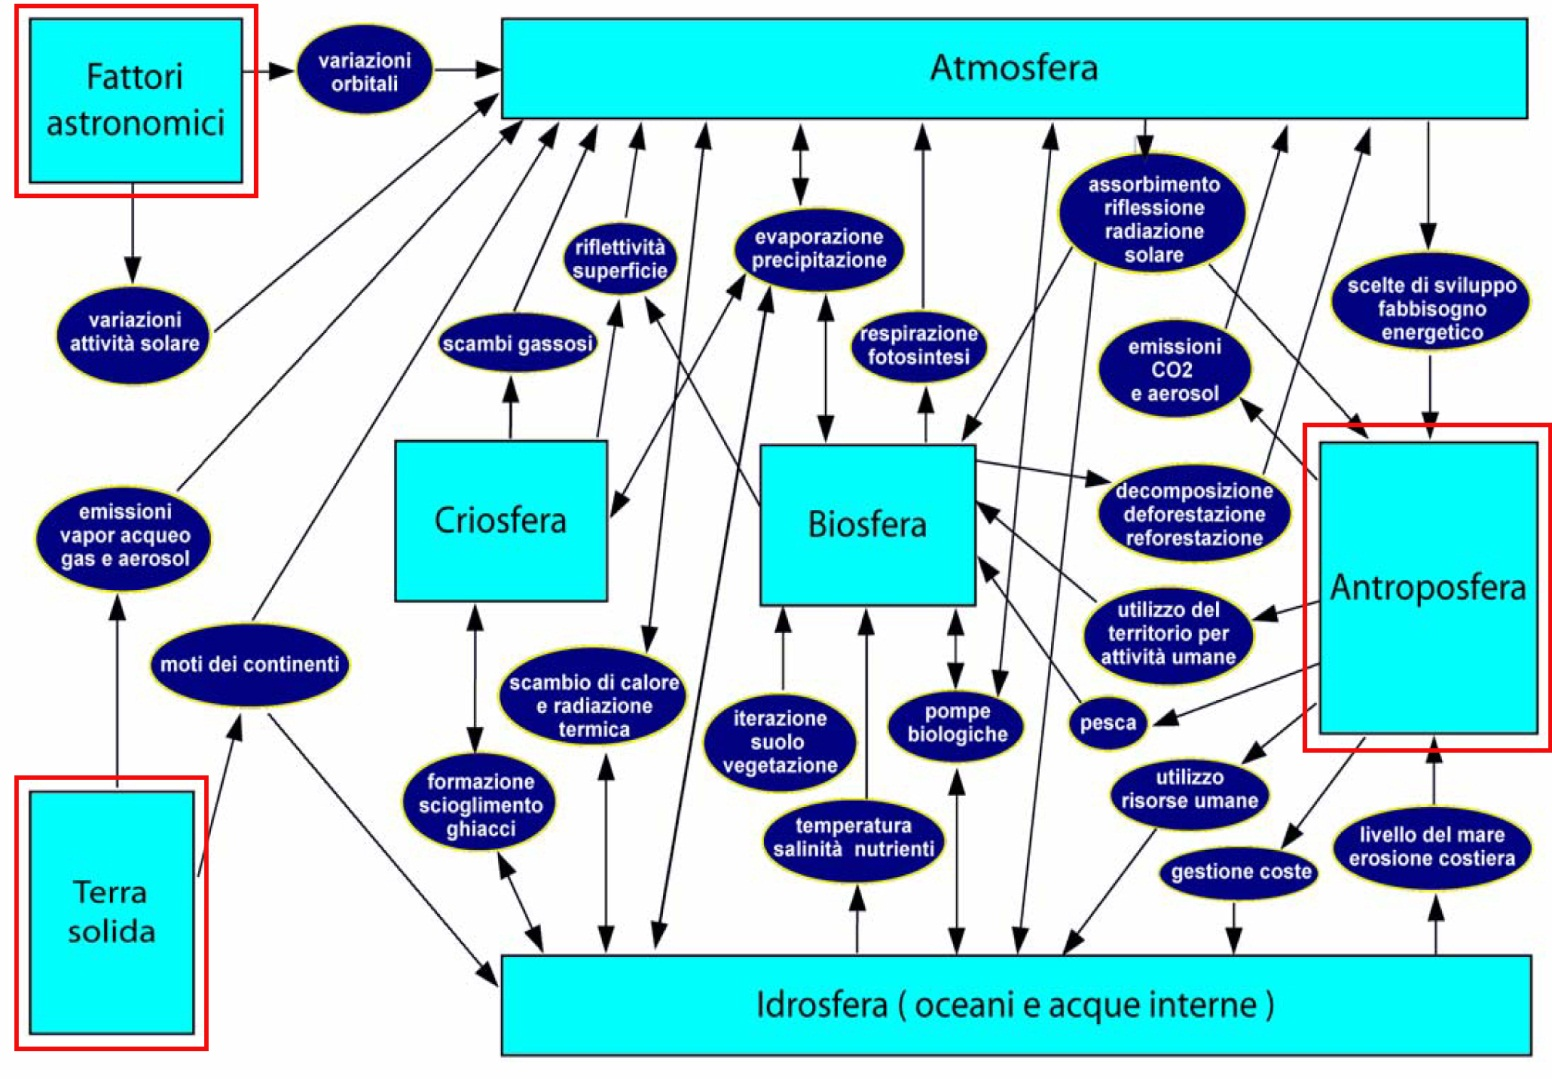 Fattori
astronomici
variazioni
orbitali
Atmosfera
variazioni
attività solare
riflettività
superficie
evaporazione
precipitazione
assorbimento
riflessione
radiazione
solare
scelte di sviluppo
fabbisogno
energetico
scambi gassosi
respirazione
fotosintesi
emissioni
CO2
e aerosol
emissioni
vapor acqueo
gas e aerosol
Criosfera
Biosfera
decomposizione
deforestazione
reforestazione
Antroposfera
moti dei continenti
scambio di calore
e radiazione
termica
iterazione
suolo
vegetazione
pompe
biologiche
utilizzo del
territorio per
attività umane
pesca
formazione
scioglimento
ghiacci
temperatura
salinità nutrienti
utilizzo
risorse umane
gestione coste
livello del mare
erosione costiera
Terra
solida
Idrosfera ( oceani e acque interne )